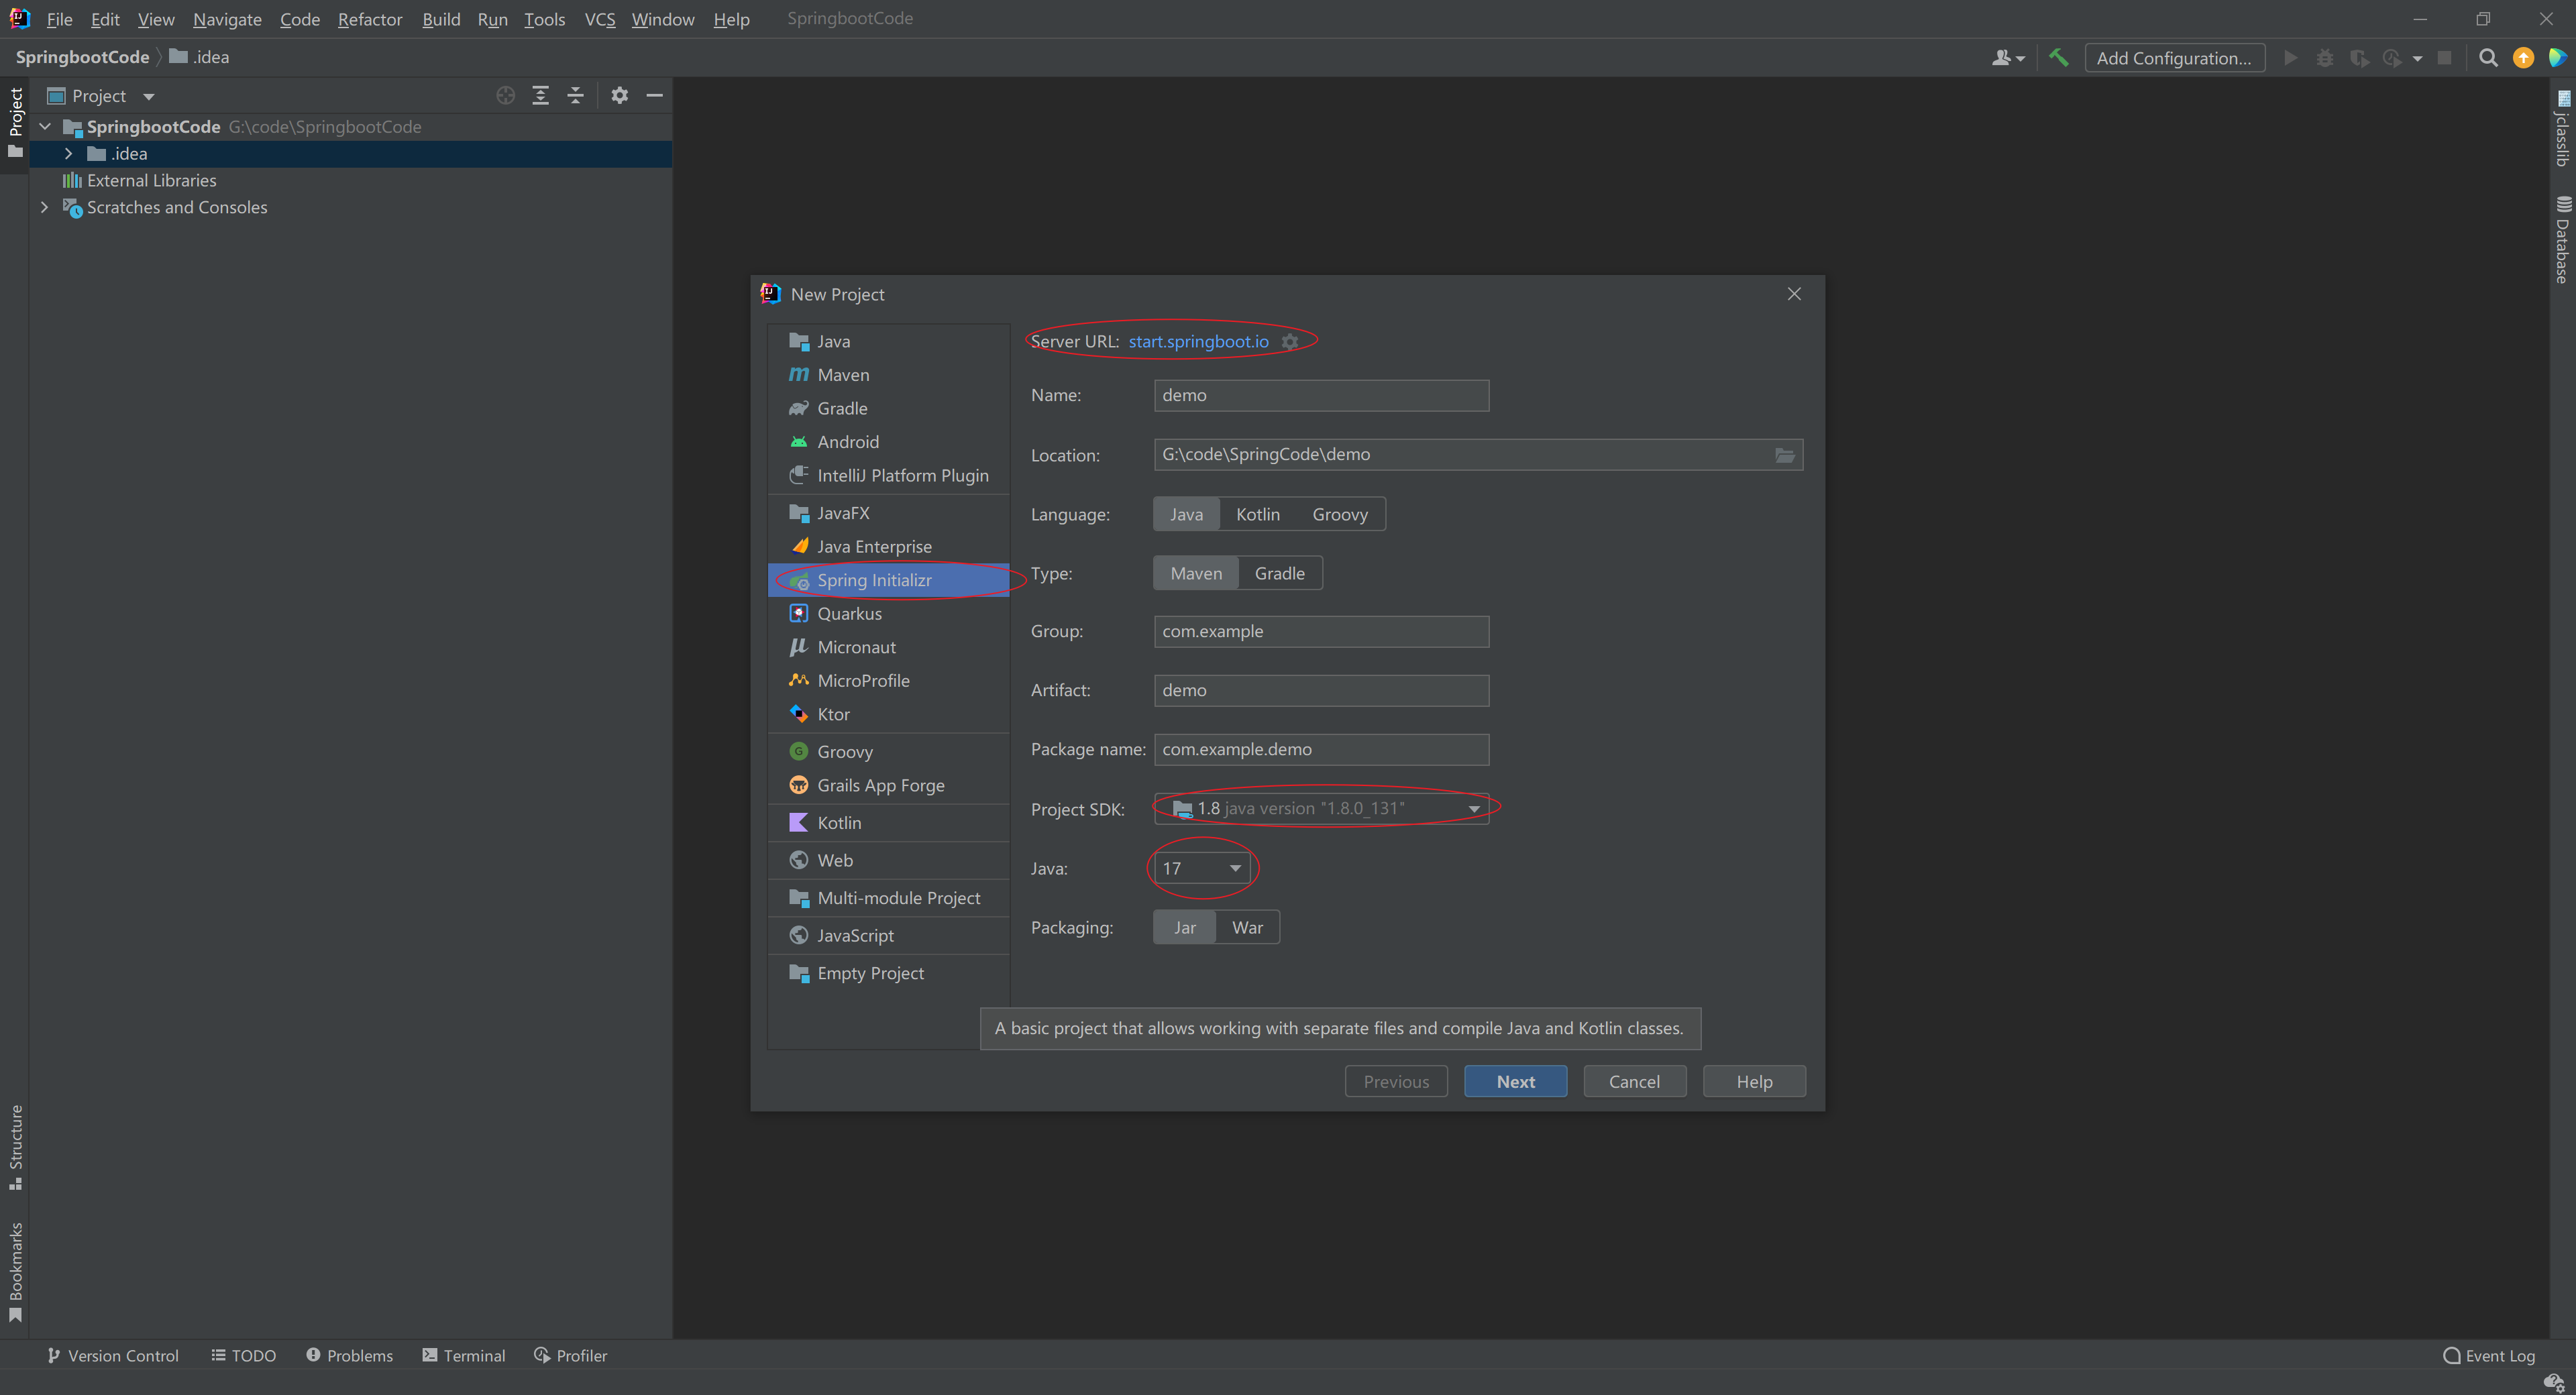 File Edit View Navigate Code Refactor Build Run Tools VCS Window Help SpringbootCode
SpringbootCode .idea
Add Configuration...
Project
Project
SpringbootCode G:\code\SpringbootCode
.idea
External Libraries
Scratches and Consoles
jclasslib
Database
New Project
Java
Maven
Gradle
Android
IntelliJ Platform Plugin
JavaFX
Java Enterprise
Spring Initializr
Quarkus
Micronaut
MicroProfile
Ktor
Groovy
Grails App Forge
Kotlin
Web
Multi-module Project
JavaScript
Empty Project
Server URL: start.springboot.io
Name: demo
Location: G:\code\SpringCode\demo
Language: Java Kotlin Groovy
Type: Maven Gradle
Group: com.example
Artifact: demo
Package name: com.example.demo
Project SDK: 1.8 java version "1.8.0_131"
Java: 17
Packaging: Jar War
A basic project that allows working with separate files and compile Java and Kotlin classes.
Previous Next Cancel Help
Structure
Bookmarks
Version Control TODO Problems Terminal Profiler Event Log